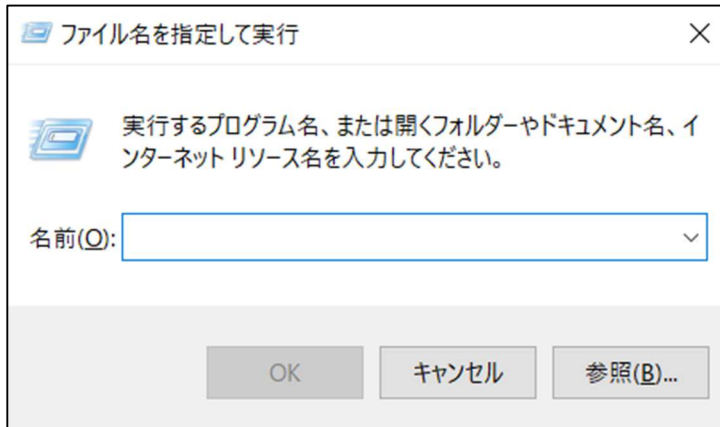 ファイル名を指定して実行
実行するプログラム名、または開くフォルダーやドキュメント名、イ
ンターネット リソース名を入力してください。
名前(O):
OK キャンセル 参照(B)...